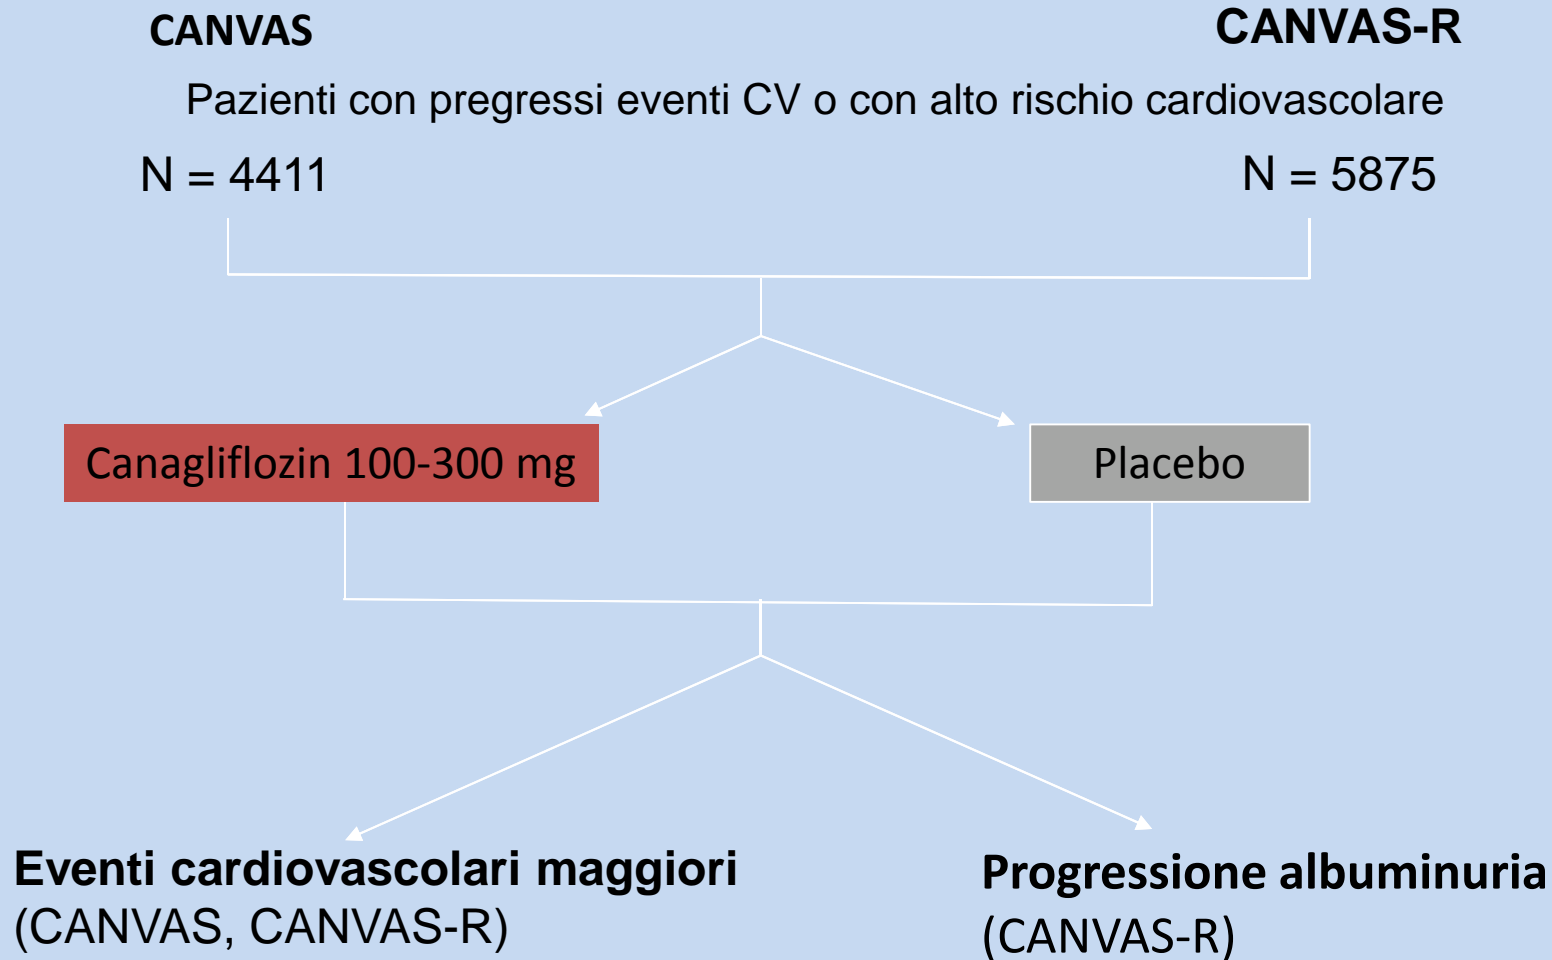 CANVAS
CANVAS-R
Pazienti con pregressi eventi CV o con alto rischio cardiovascolare
N = 4411
N = 5875
Canagliflozin 100-300 mg
Placebo
Eventi cardiovascolari maggiori
(CANVAS, CANVAS-R)
Progressione albuminuria
(CANVAS-R)